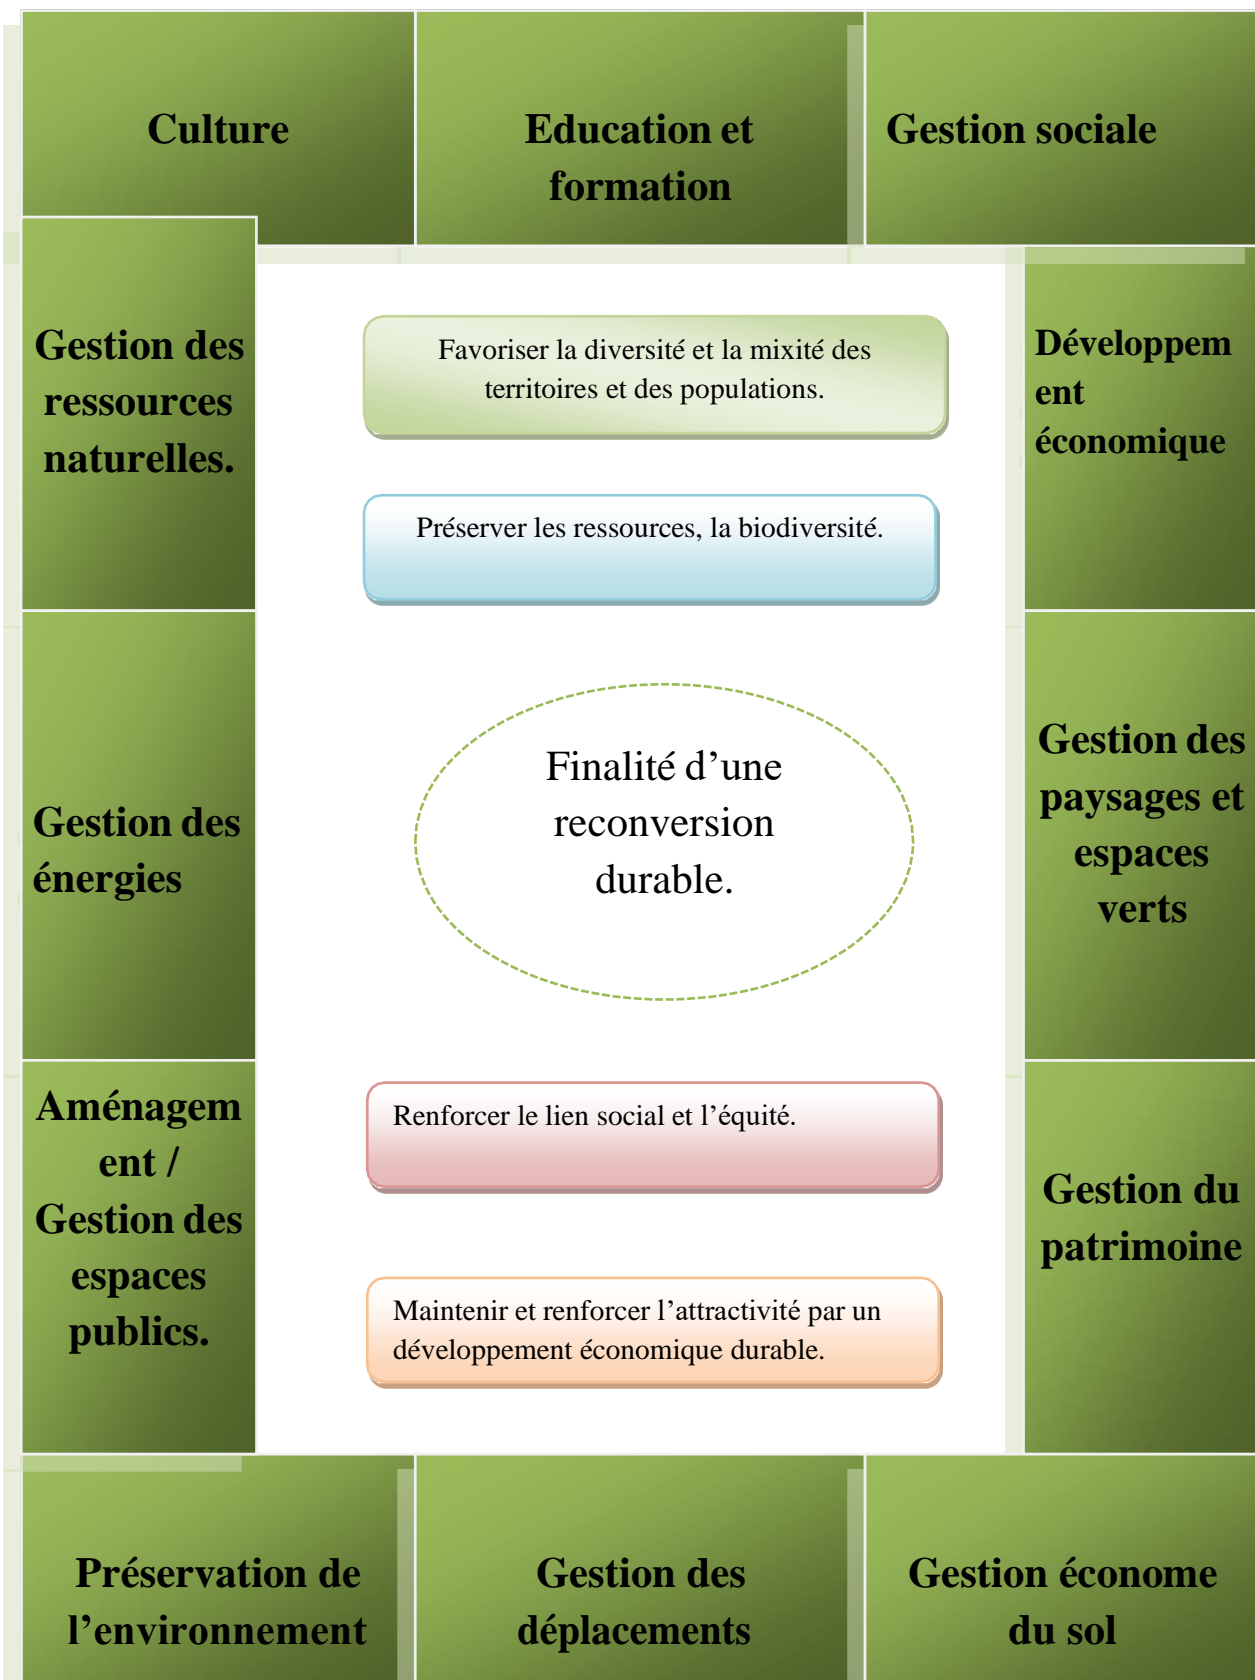 Culture
Education et
formation
Gestion sociale
Gestion des
ressources
naturelles.
Favoriser la diversité et la mixité des
territoires et des populations.
Développem
ent
économique
Préserver les ressources, la biodiversité.
Gestion des
énergies
Finalité d’une
reconversion
durable.
Gestion des
paysages et
espaces
verts
Aménagem
ent /
Gestion des
espaces
publics.
Renforcer le lien social et l’équité.
Maintenir et renforcer l’attractivité par un
développement économique durable.
Gestion du
patrimoine
Préservation de
l’environnement
Gestion des
déplacements
Gestion économe
du sol